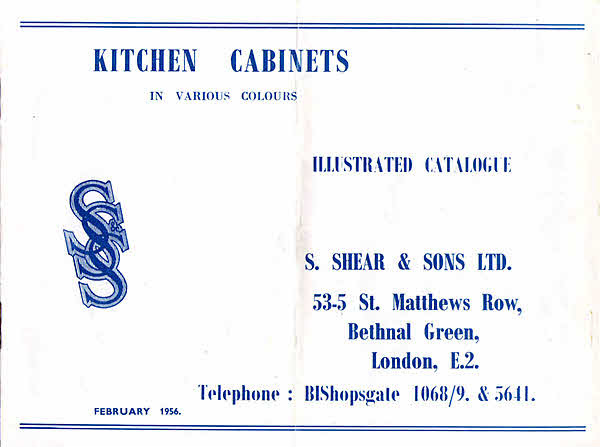 KITCHEN CABINETS
IN VARIOUS COLOURS
ILLUSTRATED CATALOGUE
SS&S
S. SHEAR & SONS LTD.
53-5 St. Matthews Row,
Bethnal Green,
London, E.2.
Telephone : BIShopsgate 1068/9. & 5641.
FEBRUARY 1956.